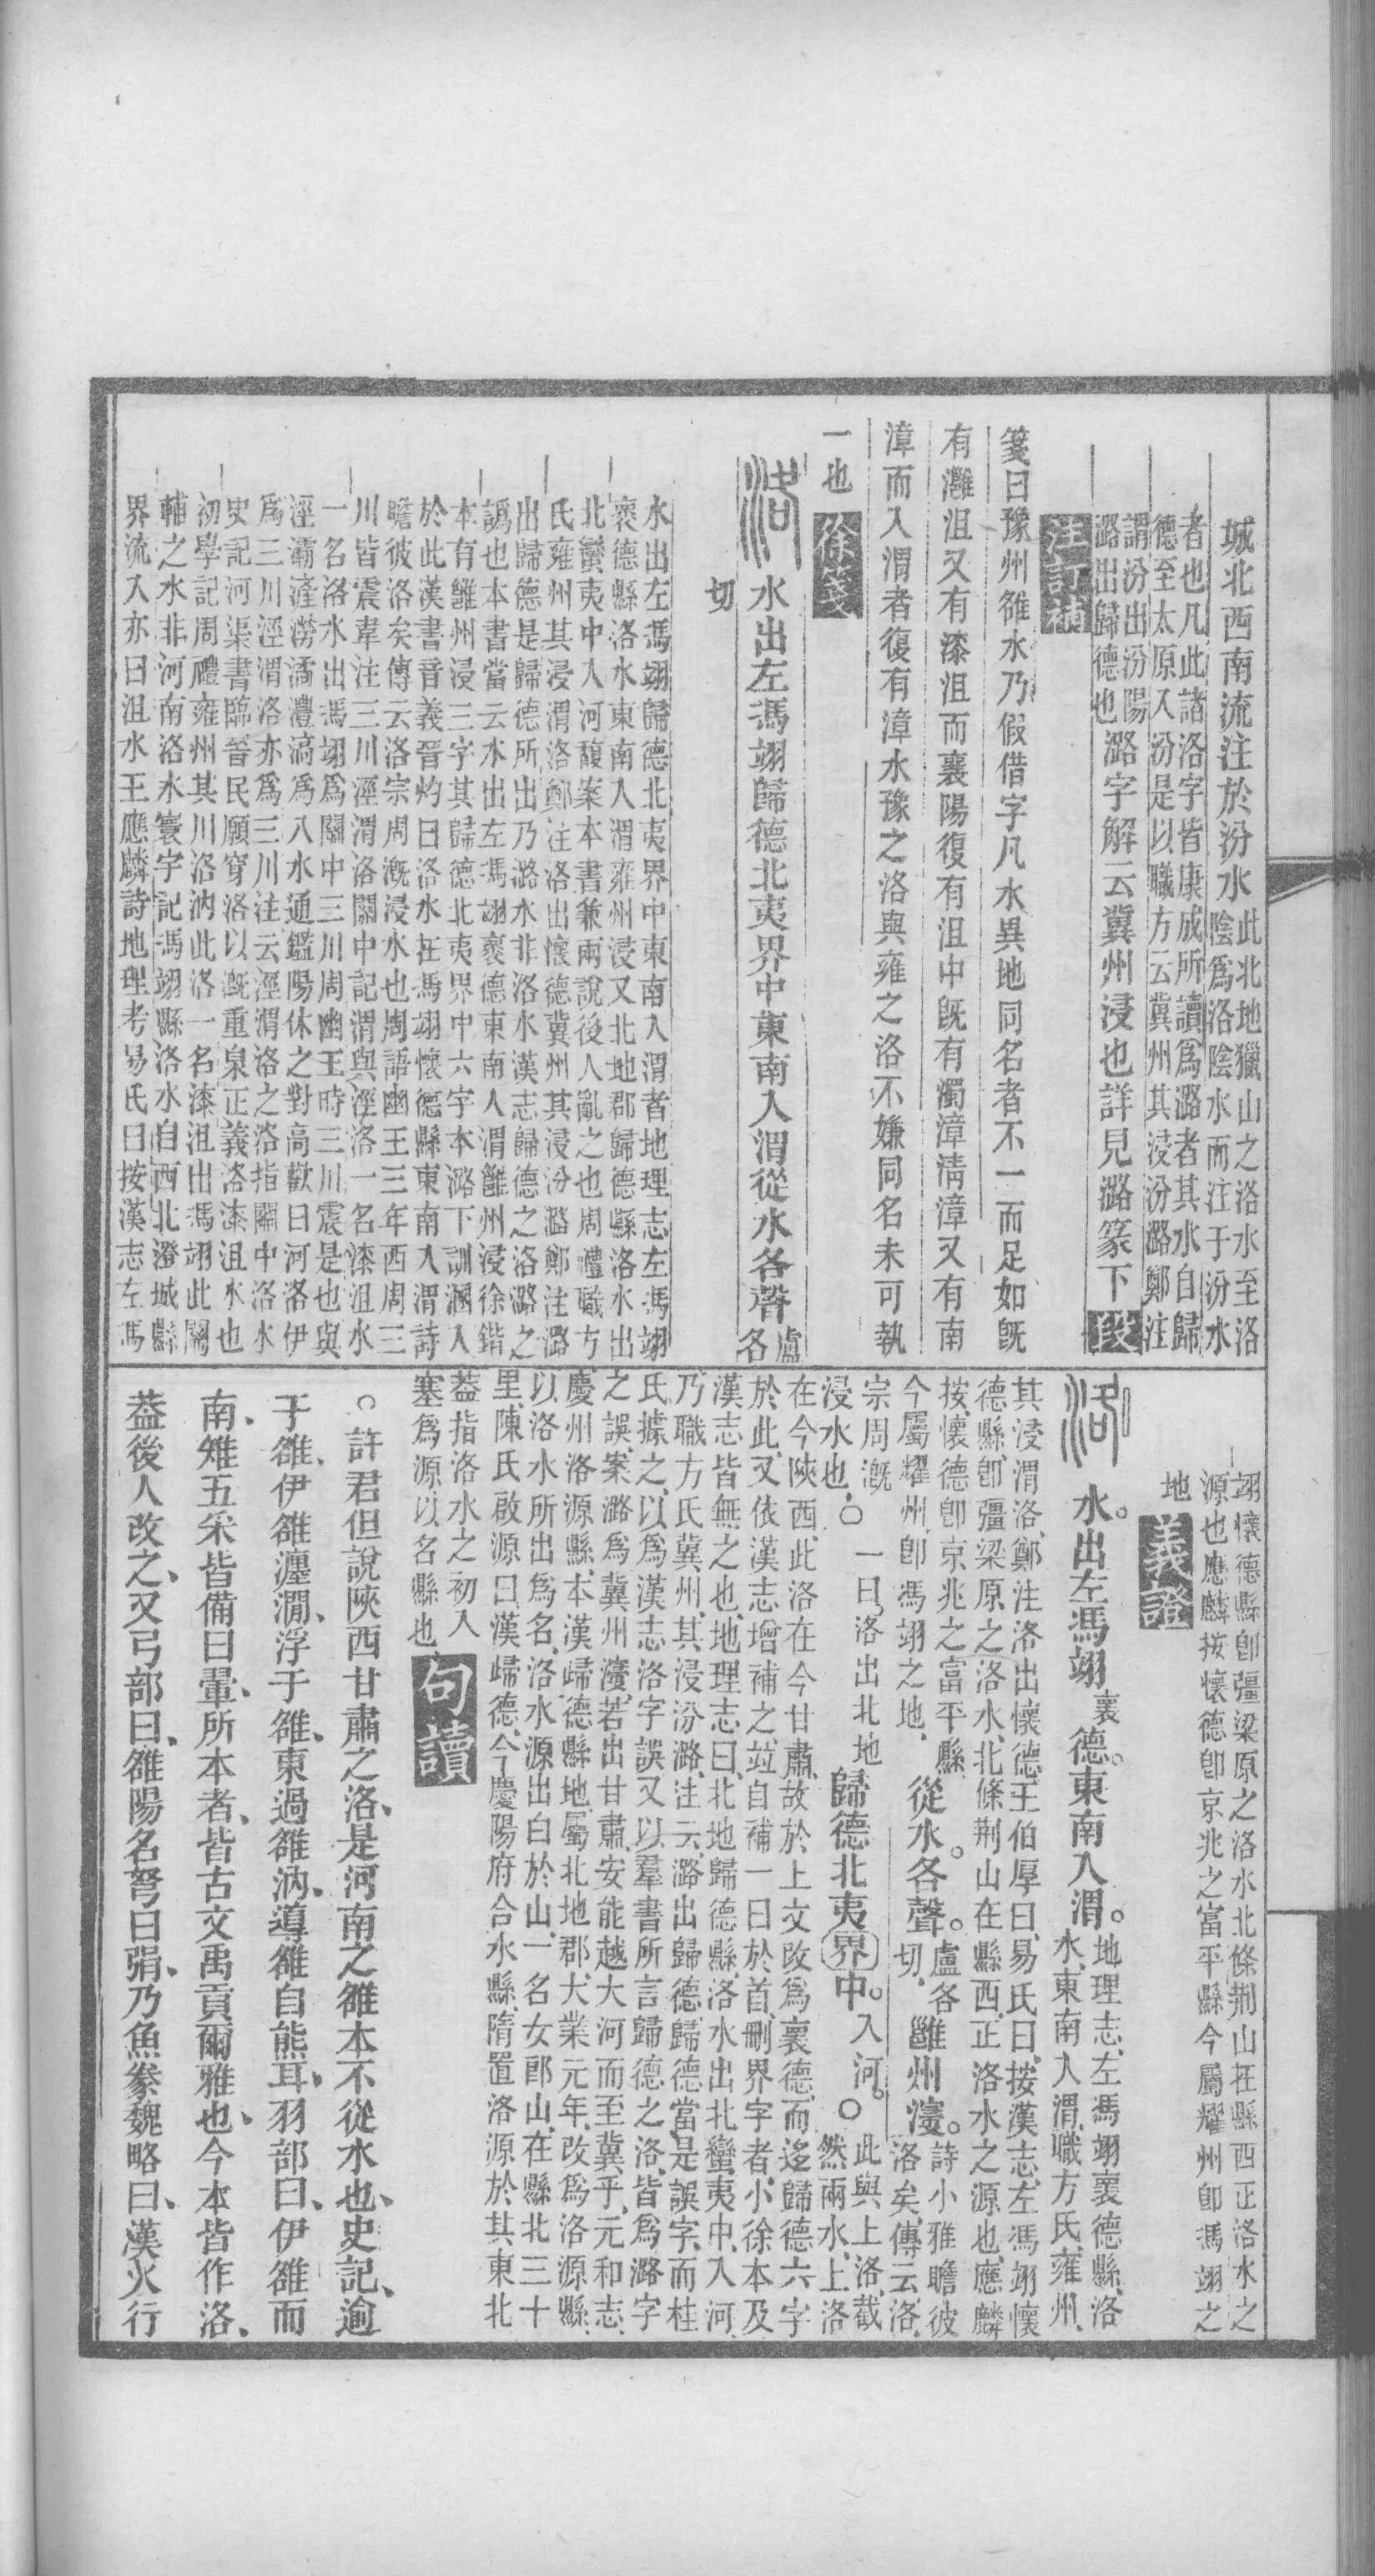 城北西南流注於汾水此北地獵山之洛水至洛
陰爲洛陰水而注于汾水
者也凡此諸洛字皆康成所讀爲潞者其水自歸
德至太原入汾是以職方云冀州其浸汾潞鄭注
謂汾出汾陽
潞出歸德也潞字解云冀州浸也詳見潞篆下段
注訂補
箋曰豫州雒水乃假借字凡水異地同名者不一而足如旣
有灉沮又有漆沮而襄陽復有沮中旣有濁漳淸漳又有南
漳而入渭者復有漳水豫之洛與雍之洛不嫌同名未可執
一也徐箋
洛水出左馮翊歸德北夷界中東南入渭從水各聲盧各
切
水出左馮翊歸德北夷界中東南入渭者地理志左馮翊
褱德縣洛水東南入渭雍州浸又北地郡歸德縣洛水出
北蠻夷中入河馥案本書兼兩說後人亂之也周禮職方
氏雍州其浸渭洛鄭注洛出懷德冀州其浸汾潞鄭注潞
出歸德是歸德所出乃潞水非洛水漢志歸德之洛潞之
譌也本書當云水出左馮翊褱德東南入渭雝州浸徐鍇
本有雝州浸三字其歸德北夷界中六字本潞下訓溷入
於此漢書音義晉灼曰洛水在馮翊懷德縣東南入渭詩
瞻彼洛矣傳云洛宗周漑浸水也周語幽王三年西周三
川皆震韋注三川涇渭洛關中記渭與涇洛一名漆沮水
一名洛水出馮翊爲關中三川周幽王時三川震是也與
涇灞滻澇潏灃滈爲八水通鑑陽休之對高歡曰河洛伊
爲三川涇渭洛亦爲三川注云涇渭洛之洛指關中洛水
史記河渠書臨晉民願穿洛以漑重泉正義洛漆沮水也
初學記周禮雍州其川洛汭此洛一名漆沮出馮翊此關
輔之水非河南洛水寰宇記馮翊縣洛水自西北澄城縣
界流入亦曰沮水王應麟詩地理考易氏曰按漢志左馮
翊懷德縣卽彊梁原之洛水北條荆山在縣西正洛水之
源也應麟按懷德卽京兆之富平縣今屬耀州卽馮翊之
地義證
洛水。出左馮翊褱德。東南入渭。地理志、左馮翊褱德縣、洛
水、東南入渭、職方氏、雍州、
其浸渭洛、鄭注洛出懷德、王伯厚曰、易氏曰、按漢志、左馮翊懷
德縣、卽彊梁原之洛水、北條荆山在縣西、正洛水之源也、應麟
按、懷德卽京兆之富平縣、
今屬耀州、卽馮翊之地、從水。各聲。盧各
切、雝州濅。詩小雅瞻彼
洛矣、傳云、洛、
宗周漑
浸水也、○一曰。洛出北地歸德北夷界中。入河。○此與上洛、截
然兩水、上洛
在今陝西、此洛在今甘肅、故於上文改爲褱德、而迻歸德六字
於此、又依漢志增補之、竝自補一曰於首、刪界字者、小徐本及
漢志皆無之也、地理志曰、北地歸德縣、洛水出北蠻夷中、入河、
乃職方氏冀州、其浸汾潞、注云、潞出歸德、歸德當是誤字、而桂
氏據之、以爲漢志洛字誤、又以羣書所言歸德之洛、皆爲潞字
之誤、案潞爲冀州濅、若出甘肅、安能越大河而至冀乎、元和志、
慶州洛源縣、本漢歸德縣地、屬北地郡、大業元年、改爲洛源縣、
以洛水所出爲名、洛水源出白於山、一名女郎山、在縣北三十
里、陳氏啟源曰、漢歸德、今慶陽府合水縣、隋置洛源於其東北
葢指洛水之初入
塞爲源、以名縣也、句讀
○許君但說陝西甘肅之洛、是河南之雒本不從水也、史記、逾
于雒、伊雒瀍澗、浮于雒、東過雒汭、導雒自熊耳、羽部曰、伊雒而
南、雉五采皆備曰翬、所本者、皆古文禹貢爾雅也、今本皆作洛、
葢後人改之、又弓部曰、雒陽名弩曰弲、乃魚豢魏略曰、漢火行